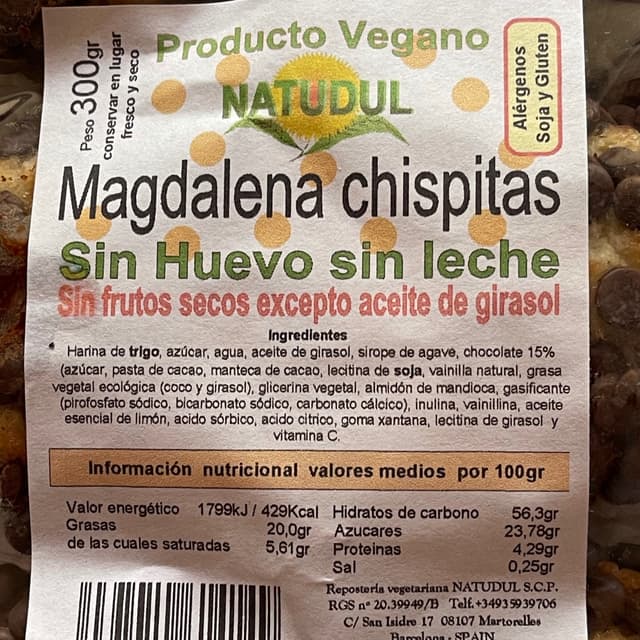 Peso 300gr
conservar en lugar
fresco y seco
Producto Vegano
NATUDUL
Alérgenos
Soja y Gluten
Magdalena chispitas
Sin Huevo sin leche
Sin frutos secos excepto aceite de girasol
Ingredientes
* Harina de trigo, azúcar, agua, aceite de girasol, sirope de agave, chocolate 15%
(azúcar, pasta de cacao, manteca de cacao, lecitina de soja, vainilla natural, grasa
vegetal ecológica (coco y girasol), glicerina vegetal, almidón de mandioca, gasificante
(pirofosfato sódico, bicarbonato sódico, carbonato cálcico), inulina, vainillina, aceite
esencial de limón, acido sórbico, acido citrico, goma xantana, lecitina de girasol y
vitamina C.
Información nutricional valores medios por 100gr
Valor energético 1799kJ / 429Kcal
Grasas 20,0gr
de las cuales saturadas 5,61gr
Hidratos de carbono 56,3gr
Azucares 23,78gr
Proteinas 4,29gr
Sal 0,25gr
Repostería vegetariana NATUDUL S.C.P.
RGS nº 20.39949/B Telf.+34935939706
C/ San Isidro 17 08107 Martorelles
Barcelona - SPAIN